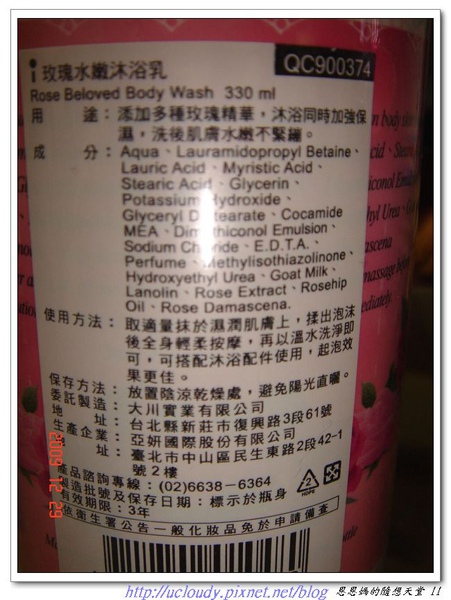 i 玫瑰水嫩沐浴乳
QC900374
Rose Beloved Body Wash 330 ml
用 途：添加多種玫瑰精華，沐浴同時加強保
濕，洗後肌膚水嫩不緊繃。
成 分：Aqua、Lauramidopropyl Betaine、
Lauric Acid、Myristic Acid、
Stearic Acid、Glycerin、
Potassium Hydroxide、
Glyceryl Distearate、Cocamide
MEA、Dimethiconol Emulsion、
Sodium Chloride、E.D.T.A.、
Perfume、Methylisothiazolinone、
Hydroxyethyl Urea、Goat Milk、
Lanolin、Rose Extract、Rosehip
Oil、Rose Damascena.
使用方法：取適量抹於濕潤肌膚上，揉出泡沫
後全身輕柔按摩，再以溫水洗淨即
可，可搭配沐浴配件使用，起泡效
果更佳。
保存方法：放置陰涼乾燥處，避免陽光直曬。
委託製造：大川實業有限公司
地 址：台北縣新莊市復興路3段61號
生產企業：亞妍國際股份有限公司
地 址：臺北市中山區民生東路2段42-1
號2樓
產品諮詢專線：(02)6638-6364
製造批號及保存日期：標示於瓶身
有效期限：3年
依衛生署公告一般化妝品免於申請備查
2
HDPE
2009 12 29
http://ucloudy.pixnet.net/blog 恩恩媽的隨想天堂 II